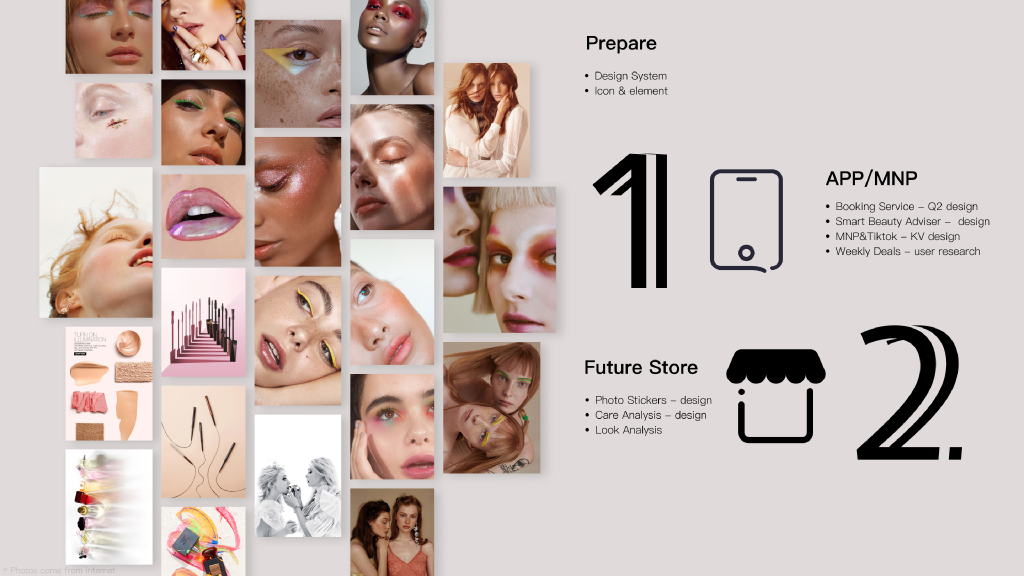 Prepare
• Design System
• Icon & element
1
APP/MNP
• Booking Service – Q2 design
• Smart Beauty Adviser – design
• MNP&Tiktok – KV design
• Weekly Deals – user research
Future Store
• Photo Stickers – design
• Care Analysis – design
• Look Analysis
2.
TURN ON
ILLUMINATION
* Photos come from internet